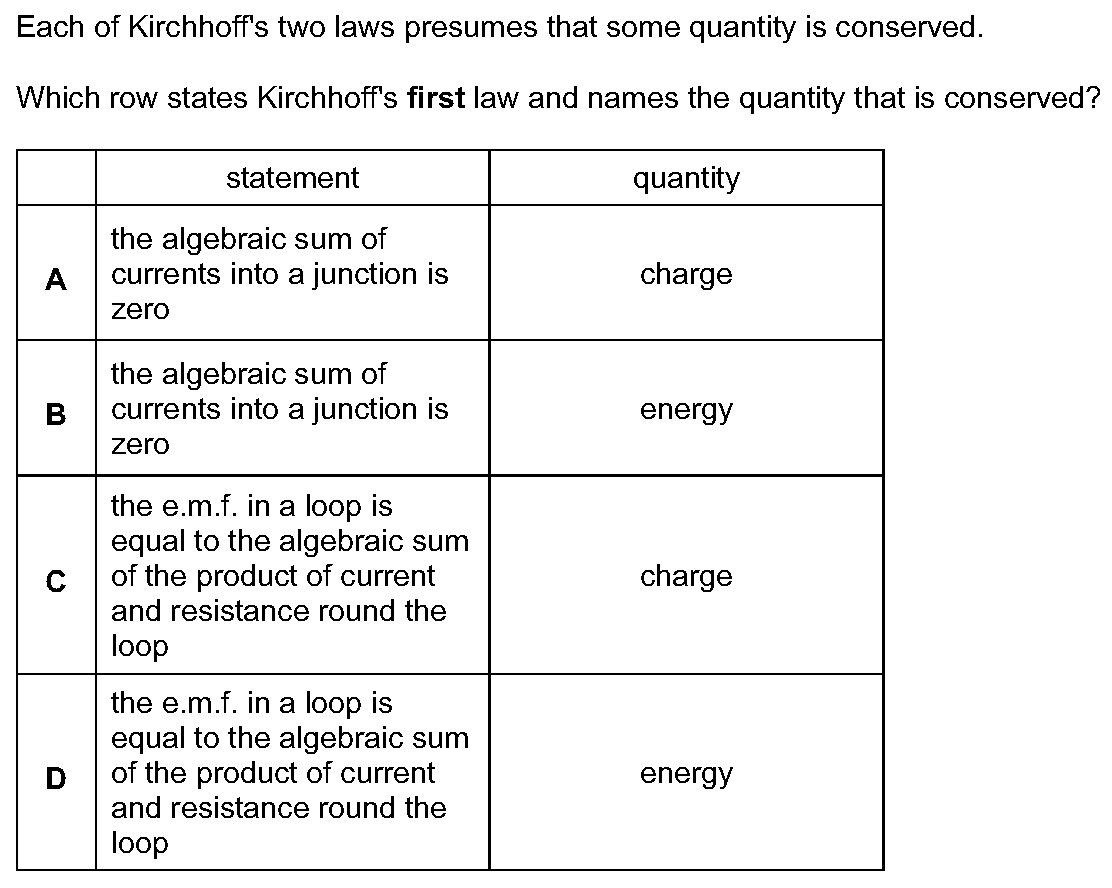 Each of Kirchhoff's two laws presumes that some quantity is conserved.
Which row states Kirchhoff's first law and names the quantity that is conserved?
statement quantity
A
the algebraic sum of
currents into a junction is
zero
charge
B
the algebraic sum of
currents into a junction is
zero
energy
C
the e.m.f. in a loop is
equal to the algebraic sum
of the product of current
and resistance round the
loop
charge
D
the e.m.f. in a loop is
equal to the algebraic sum
of the product of current
and resistance round the
loop
energy